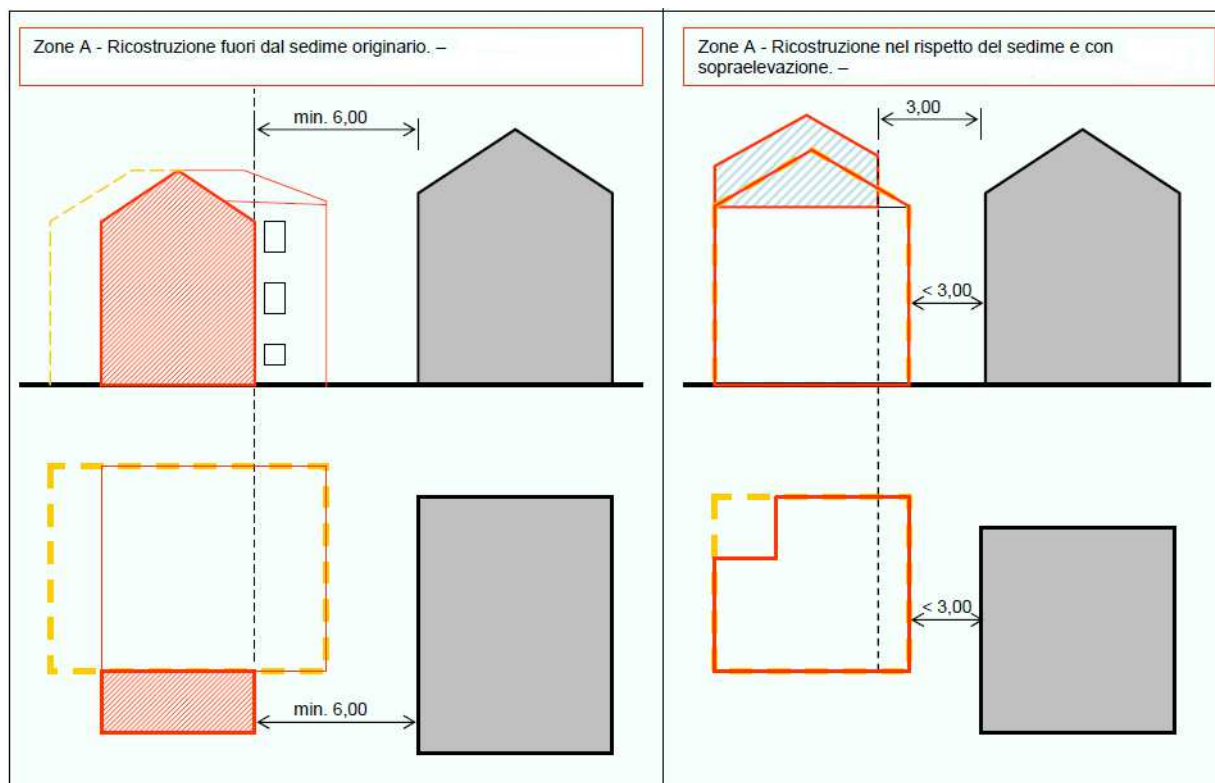 Zone A - Ricostruzione fuori dal sedime originario. –
min. 6,00
min. 6,00
Zone A - Ricostruzione nel rispetto del sedime e con
sopraelevazione. –
3,00
< 3,00
< 3,00